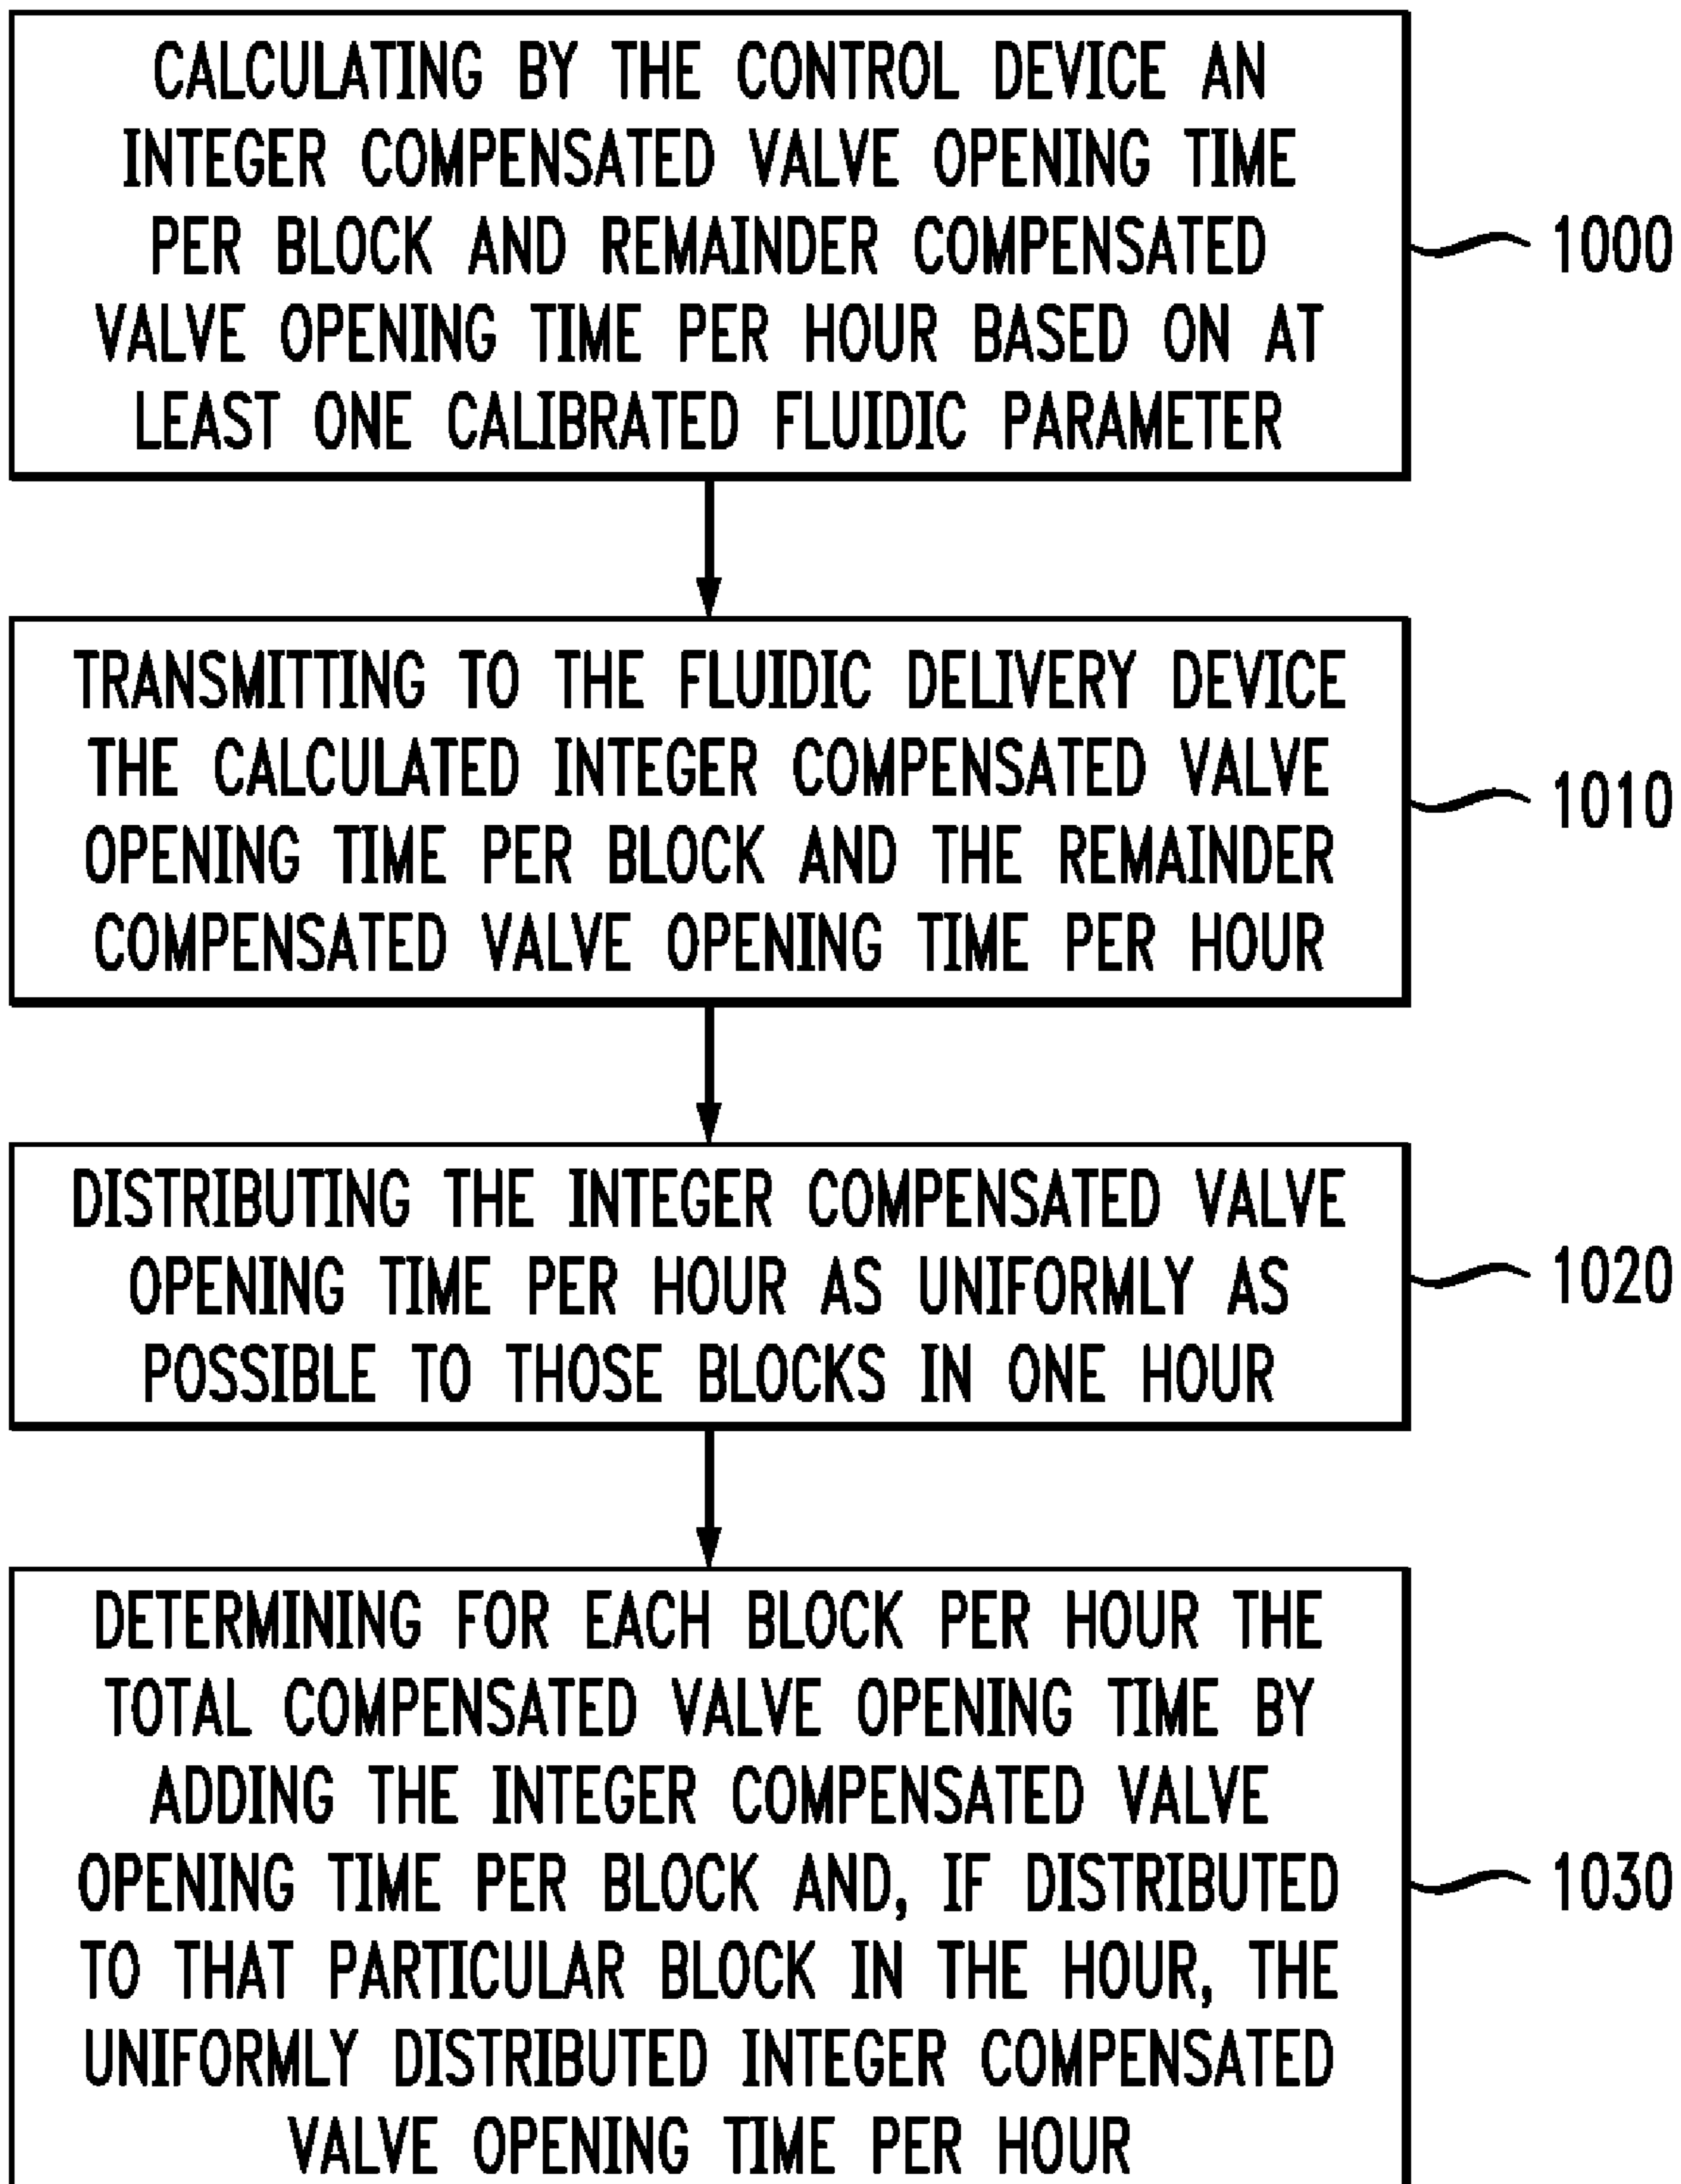 CALCULATING BY THE CONTROL DEVICE AN
INTEGER COMPENSATED VALVE OPENING TIME
PER BLOCK AND REMAINDER COMPENSATED
VALVE OPENING TIME PER HOUR BASED ON AT
LEAST ONE CALIBRATED FLUIDIC PARAMETER
1000
TRANSMITTING TO THE FLUIDIC DELIVERY DEVICE
THE CALCULATED INTEGER COMPENSATED VALVE
OPENING TIME PER BLOCK AND THE REMAINDER
COMPENSATED VALVE OPENING TIME PER HOUR
1010
DISTRIBUTING THE INTEGER COMPENSATED VALVE
OPENING TIME PER HOUR AS UNIFORMLY AS
POSSIBLE TO THOSE BLOCKS IN ONE HOUR
1020
DETERMINING FOR EACH BLOCK PER HOUR THE
TOTAL COMPENSATED VALVE OPENING TIME BY
ADDING THE INTEGER COMPENSATED VALVE
OPENING TIME PER BLOCK AND, IF DISTRIBUTED
TO THAT PARTICULAR BLOCK IN THE HOUR, THE
UNIFORMLY DISTRIBUTED INTEGER COMPENSATED
VALVE OPENING TIME PER HOUR
1030